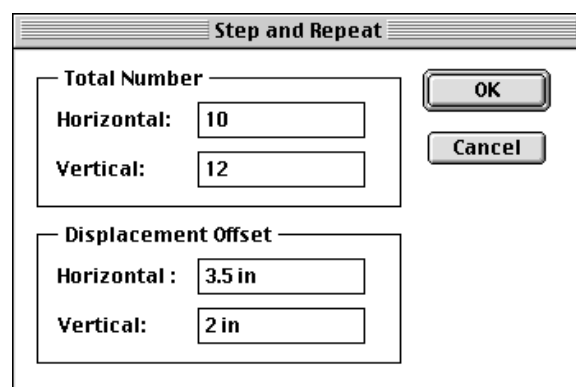 Step and Repeat
Total Number
Horizontal: 10
Vertical: 12
OK
Cancel
Displacement Offset
Horizontal : 3.5 in
Vertical: 2 in